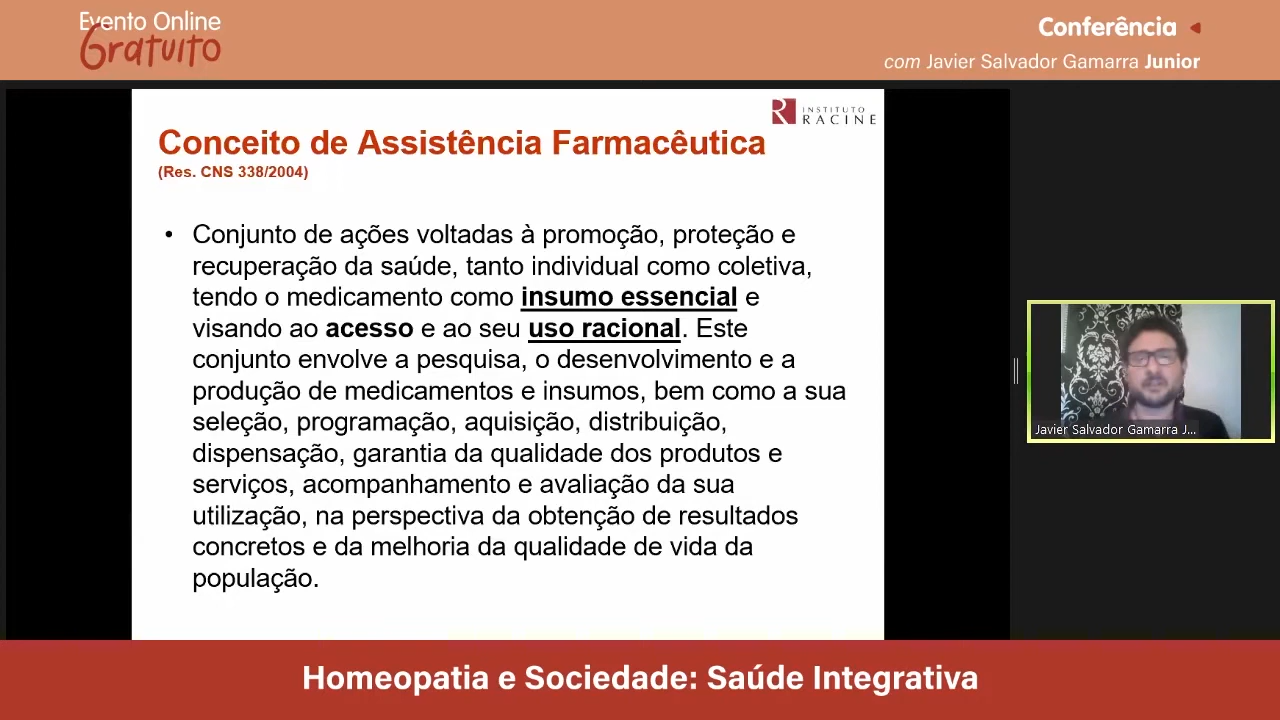 Evento Online
Gratuito
Conferência
com Javier Salvador Gamarra Junior
INSTITUTO
RACINE
Conceito de Assistência Farmacêutica
(Res. CNS 338/2004)
• Conjunto de ações voltadas à promoção, proteção e
recuperação da saúde, tanto individual como coletiva,
tendo o medicamento como insumo essencial e
visando ao acesso e ao seu uso racional. Este
conjunto envolve a pesquisa, o desenvolvimento e a
produção de medicamentos e insumos, bem como a sua
seleção, programação, aquisição, distribuição,
dispensação, garantia da qualidade dos produtos e
serviços, acompanhamento e avaliação da sua
utilização, na perspectiva da obtenção de resultados
concretos e da melhoria da qualidade de vida da
população.
Javier Salvador Gamarra J...
Homeopatia e Sociedade: Saúde Integrativa